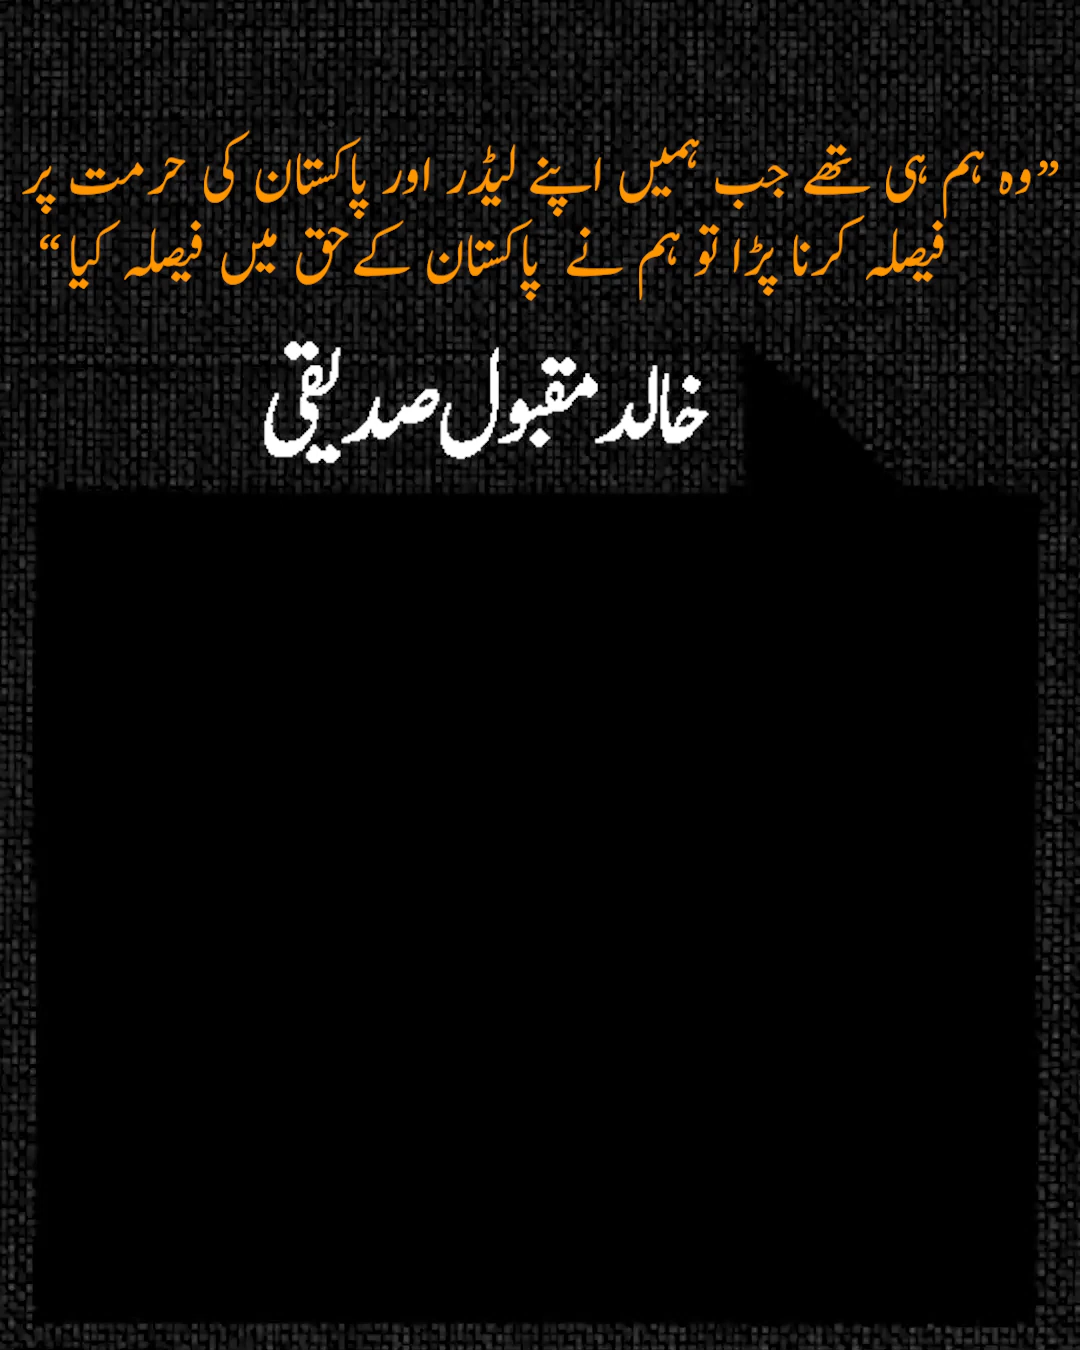 ”وہ ہم ہی تھے جب ہمیں اپنے لیڈر اور پاکستان کی حرمت پر
فیصلہ کرنا پڑا تو ہم نے پاکستان کے حق میں فیصلہ کیا“
خالد مقبول صدیقی